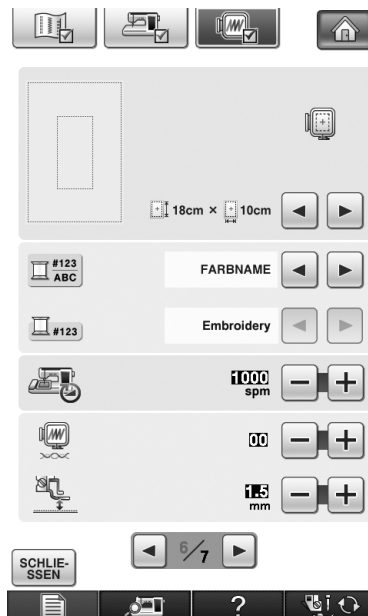 18cm × 10cm
#123
ABC
FARBNAME
#123
Embroidery
1000
spm
00
1.5
mm
SCHLIE-
SSEN
6/7
?
i